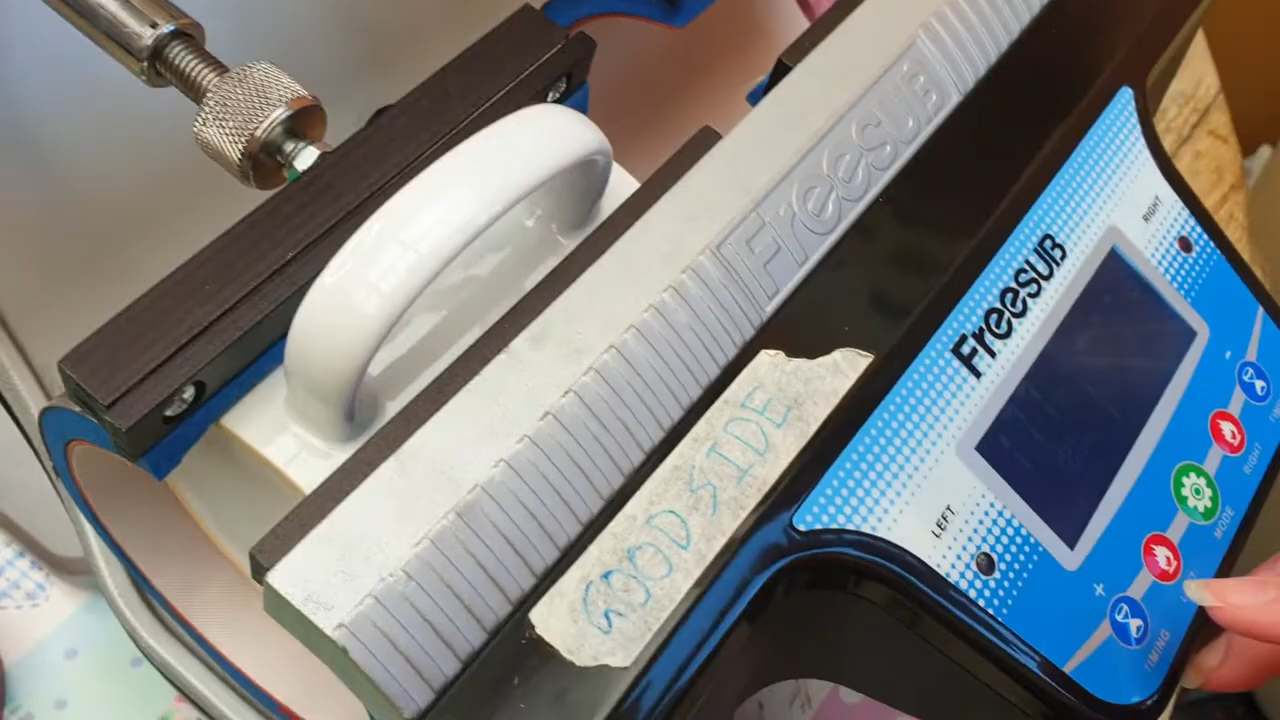 FreesuB
FreesuB
RIGHT
LEFT
GOOD SIDE
RIGHT
MODE
+
TIMING